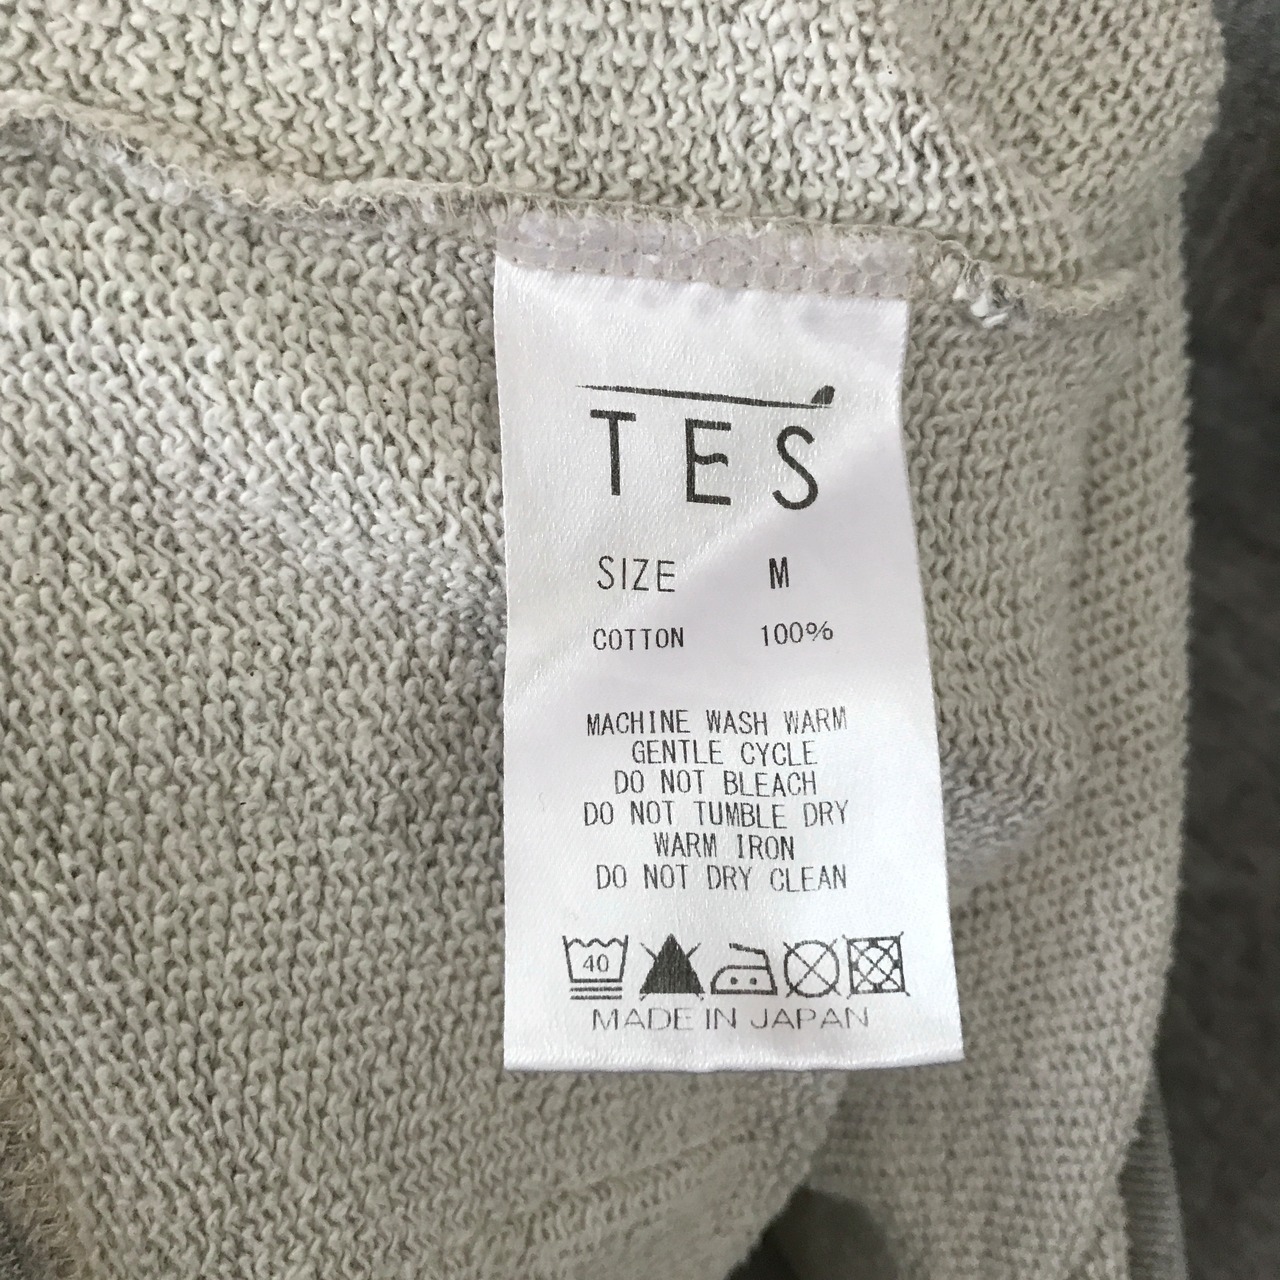 TES
SIZE M
COTTON 100%
MACHINE WASH WARM
GENTLE CYCLE
DO NOT BLEACH
DO NOT TUMBLE DRY
WARM IRON
DO NOT DRY CLEAN
40
MADE IN JAPAN